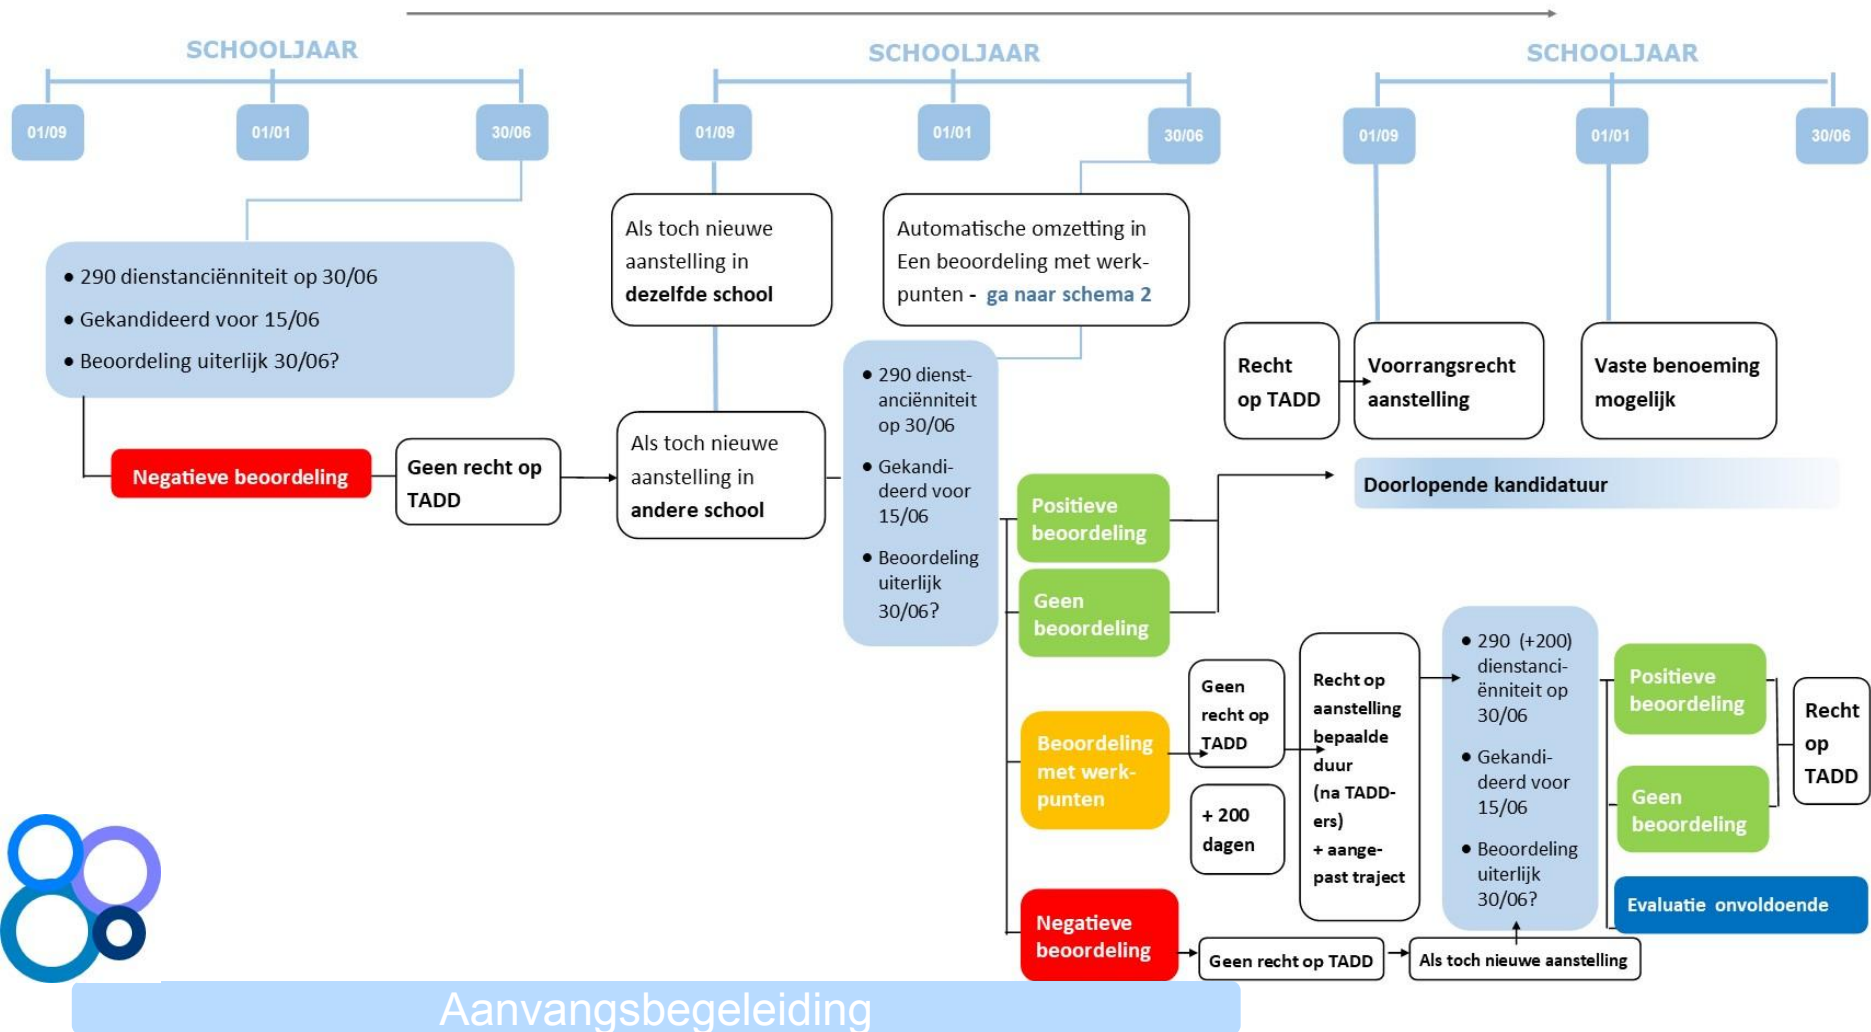 SCHOOLJAAR
01/09
01/01
30/06
SCHOOLJAAR
01/09
01/01
30/06
SCHOOLJAAR
01/09
01/01
30/06
• 290 dienstanciënniteit op 30/06
• Gekandideerd voor 15/06
• Beoordeling uiterlijk 30/06?
Negatieve beoordeling
Geen recht op
TADD
Als toch nieuwe
aanstelling in
dezelfde school
Als toch nieuwe
aanstelling in
andere school
Automatische omzetting in
Een beoordeling met werk-
punten - ga naar schema 2
• 290 dienst-
anciënniteit
op 30/06
• Gekandi-
deerd voor
15/06
• Beoordeling
uiterlijk
30/06?
Positieve
beoordeling
Geen
beoordeling
Beoordeling
met werk-
punten
Negatieve
beoordeling
Recht
op TADD
Voorrangsrecht
aanstelling
Vaste benoeming
mogelijk
Doorlopende kandidatuur
Geen
recht op
TADD
+ 200
dagen
Recht op
aanstelling
bepaalde
duur
(na TADD-
ers)
+ aange-
past traject
Geen recht op TADD
Als toch nieuwe aanstelling
• 290 (+200)
dienstanci-
ënniteit op
30/06
• Gekandi-
deerd voor
15/06
• Beoordeling
uiterlijk
30/06?
Positieve
beoordeling
Geen
beoordeling
Evaluatie onvoldoende
Recht
op
TADD
Aanvangsbegeleiding